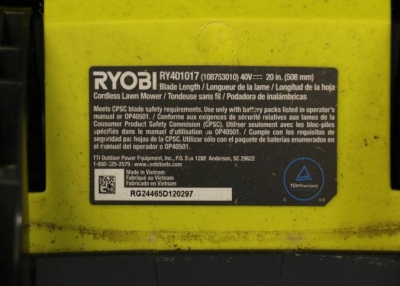 RYOBI RY401017 (108753010) 40V⎓ 20 in. (508 mm)
Blade Length / Longueur de la lame / Longitud de la hoja
Cordless Lawn Mower / Tondeuse sans fil / Podadora de inalámbricas
Meets CPSC blade safety requirements. Use only with battery packs listed in operator's
manual or OP40501. / Conforme aux exigences de sécurité relatives aux lames de la
Consumer Product Safety Commision (CPSC). Utiliser seulement avec les bloc-piles
spécifiés dans le manuel d'utilisation ou OP40501. / Cumple con los requisitos de
seguridad par hojas de la CPSC. Utilize sólo con el paquete de baterías enumerados en
el manual del operador o OP40501.
TTI Outdoor Power Equipment, Inc., P.O. Box 1288 Anderson, SC 29622
1-800-525-2579 www.ryobitools.com
Made in Vietnam
Fabriqué au Vietnam
Fabricado en Vietnam
RG24465D120297
TÜVRheinland
C US